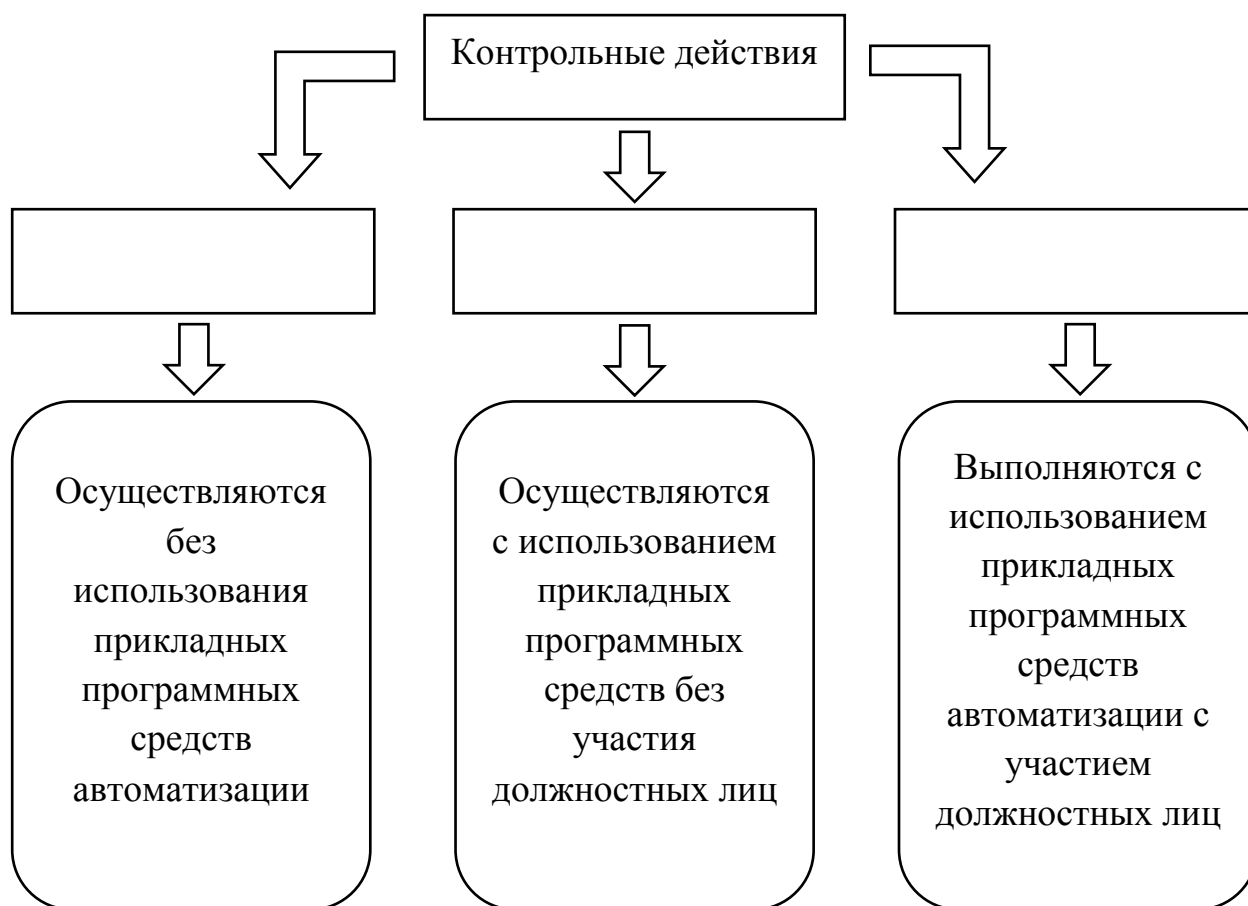 Контрольные действия
Осуществляются
без
использования
прикладных
программных
средств
автоматизации
Осуществляются
с использованием
прикладных
программных
средств без
участия
должностных лиц
Выполняются с
использованием
прикладных
программных
средств
автоматизации с
участием
должностных лиц